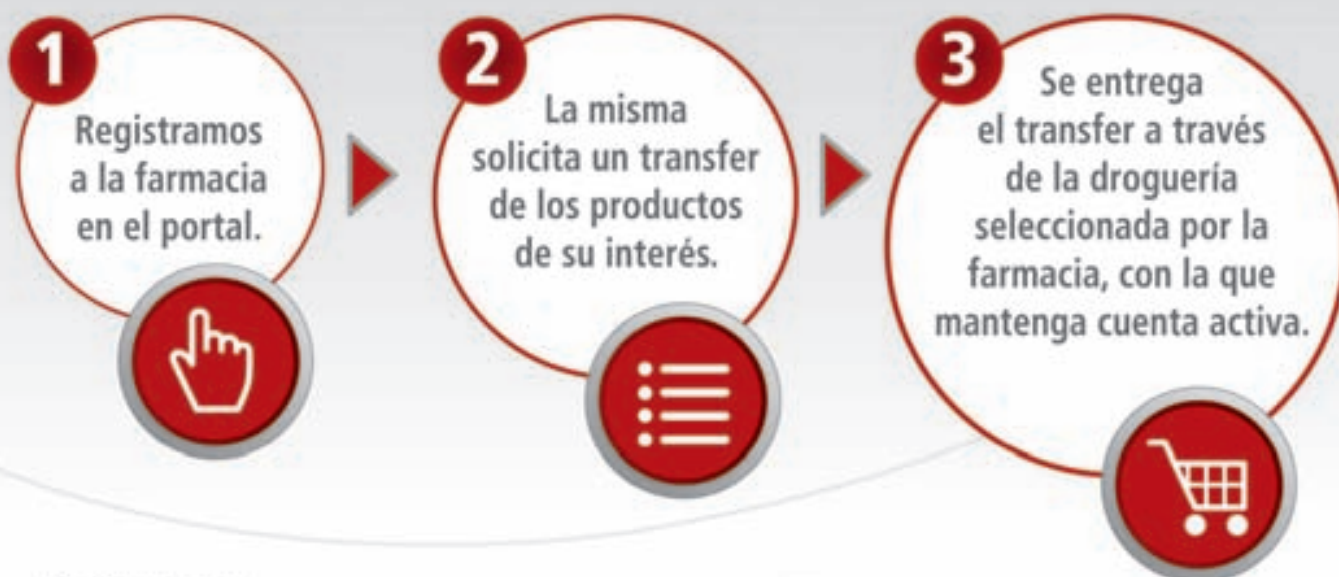 1
Registramos
a la farmacia
en el portal.
2
La misma
solicita un transfer
de los productos
de su interés.
3
Se entrega
el transfer a través
de la droguería
seleccionada por la
farmacia, con la que
mantenga cuenta activa.